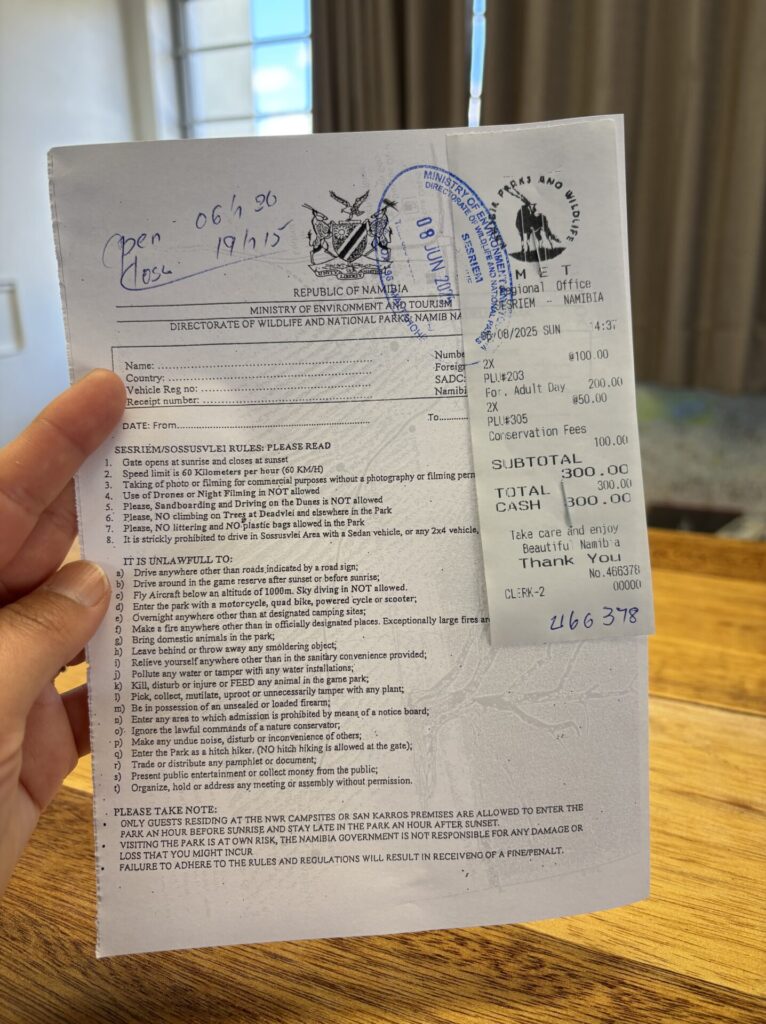 open 06h30
close 19h15
REPUBLIC OF NAMIBIA
MINISTRY OF ENVIRONMENT AND TOURISM
DIRECTORATE OF WILDLIFE AND NATIONAL PARKS; NAMIB NA
Name:
Country:
Vehicle Reg no:
Receipt number:
Numbe
Foreig
SADC:
Namibi
DATE: From
To
SESRIEM/SOSSUSVLEI RULES: PLEASE READ
1. Gate opens at sunrise and closes at sunset
2. Speed limit is 60 Kilometers per hour (60 KM/H)
3. Taking of photo or filming for commercial purposes without a photography or filming perm
4. Use of Drones or Night Filming in NOT allowed
5. Please, Sandboarding and Driving on the Dunes is NOT allowed
6. Please, NO climbing on Trees at Deadvlei and elsewhere in the Park
7. Please, NO littering and NO plastic bags allowed in the Park
8. It is strictly prohibited to drive in Sossusvlei Area with a Sedan vehicle, or any 2x4 vehicle,
IT IS UNLAWFULL TO:
a) Drive anywhere other than roads indicated by a road sign;
b) Drive around in the game reserve after sunset or before sunrise;
c) Fly Aircraft below an altitude of 1000m. Sky diving in NOT allowed.
d) Enter the park with a motorcycle, quad bike, powered cycle or scooter;
e) Overnight anywhere other than at designated camping sites;
f) Make a fire anywhere other than in officially designated places. Exceptionally large fires ar
g) Bring domestic animals in the park;
h) Leave behind or throw away any smoldering object;
i) Relieve yourself anywhere other than in the sanitary convenience provided;
j) Pollute any water or tamper with any water installations;
k) Kill, disturb or injure or FEED any animal in the game park;
l) Pick, collect, mutilate, uproot or unnecessarily tamper with any plant;
m) Be in possession of an unsealed or loaded firearm;
n) Enter any area to which admission is prohibited by means of a notice board;
o) Ignore the lawful commands of a nature conservator;
p) Make any undue noise, disturb or inconvenience of others;
q) Enter the Park as a hitch hiker. (NO hitch hiking is allowed at the gate);
r) Trade or distribute any pamphlet or document;
s) Present public entertainment or collect money from the public;
t) Organize, hold or address any meeting or assembly without permission.
PLEASE TAKE NOTE:
• ONLY GUESTS RESIDING AT THE NWR CAMPSITES OR SAN KARROS PREMISES ARE ALLOWED TO ENTER THE
PARK AN HOUR BEFORE SUNRISE AND STAY LATE IN THE PARK AN HOUR AFTER SUNSET.
• VISITING THE PARK IS AT OWN RISK, THE NAMIBIA GOVERNMENT IS NOT RESPONSIBLE FOR ANY DAMAGE OR
LOSS THAT YOU MIGHT INCUR
• FAILURE TO ADHERE TO THE RULES AND REGULATIONS WILL RESULT IN RECEIVENG OF A FINE/PENALT.
MINISTRY OF ENVIRONMENT
DIRECTORATE OF WILDLIFE AND NATIONAL PARKS
SESRIEM
08 JUN 202
PARKS AND WILDLIFE
MET
egional Office
ESRIEM - NAMIBIA
/08/2025 SUN 14:37
2X @100.00
PLU#203
For. Adult Day 200.00
2X @50.00
PLU#305
Conservation Fees
100.00
SUBTOTAL
300.00
TOTAL 300.00
CASH 300.00
Take care and enjoy
Beautiful Namibia
Thank You
No.466378
CLERK-2 00000
466378